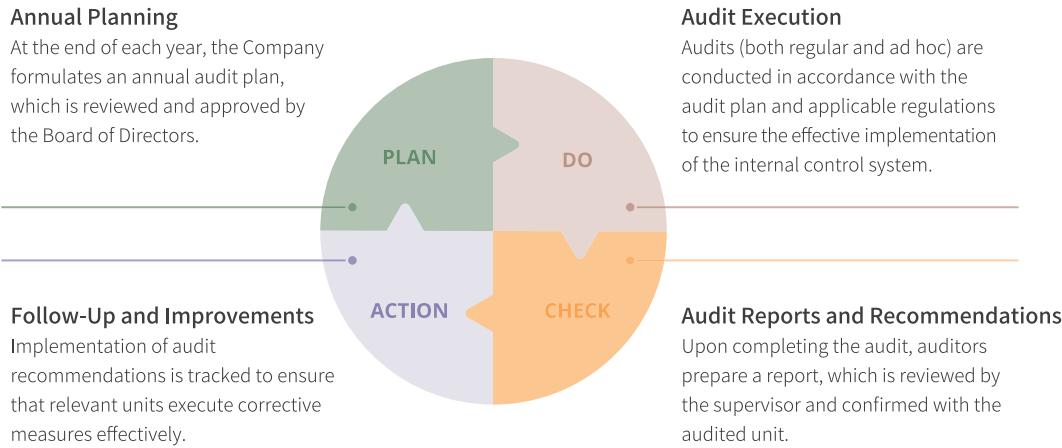 Annual Planning
At the end of each year, the Company
formulates an annual audit plan,
which is reviewed and approved by
the Board of Directors.
Audit Execution
Audits (both regular and ad hoc) are
conducted in accordance with the
audit plan and applicable regulations
to ensure the effective implementation
of the internal control system.
PLAN
DO
ACTION
CHECK
Follow-Up and Improvements
Implementation of audit
recommendations is tracked to ensure
that relevant units execute corrective
measures effectively.
Audit Reports and Recommendations
Upon completing the audit, auditors
prepare a report, which is reviewed by
the supervisor and confirmed with the
audited unit.